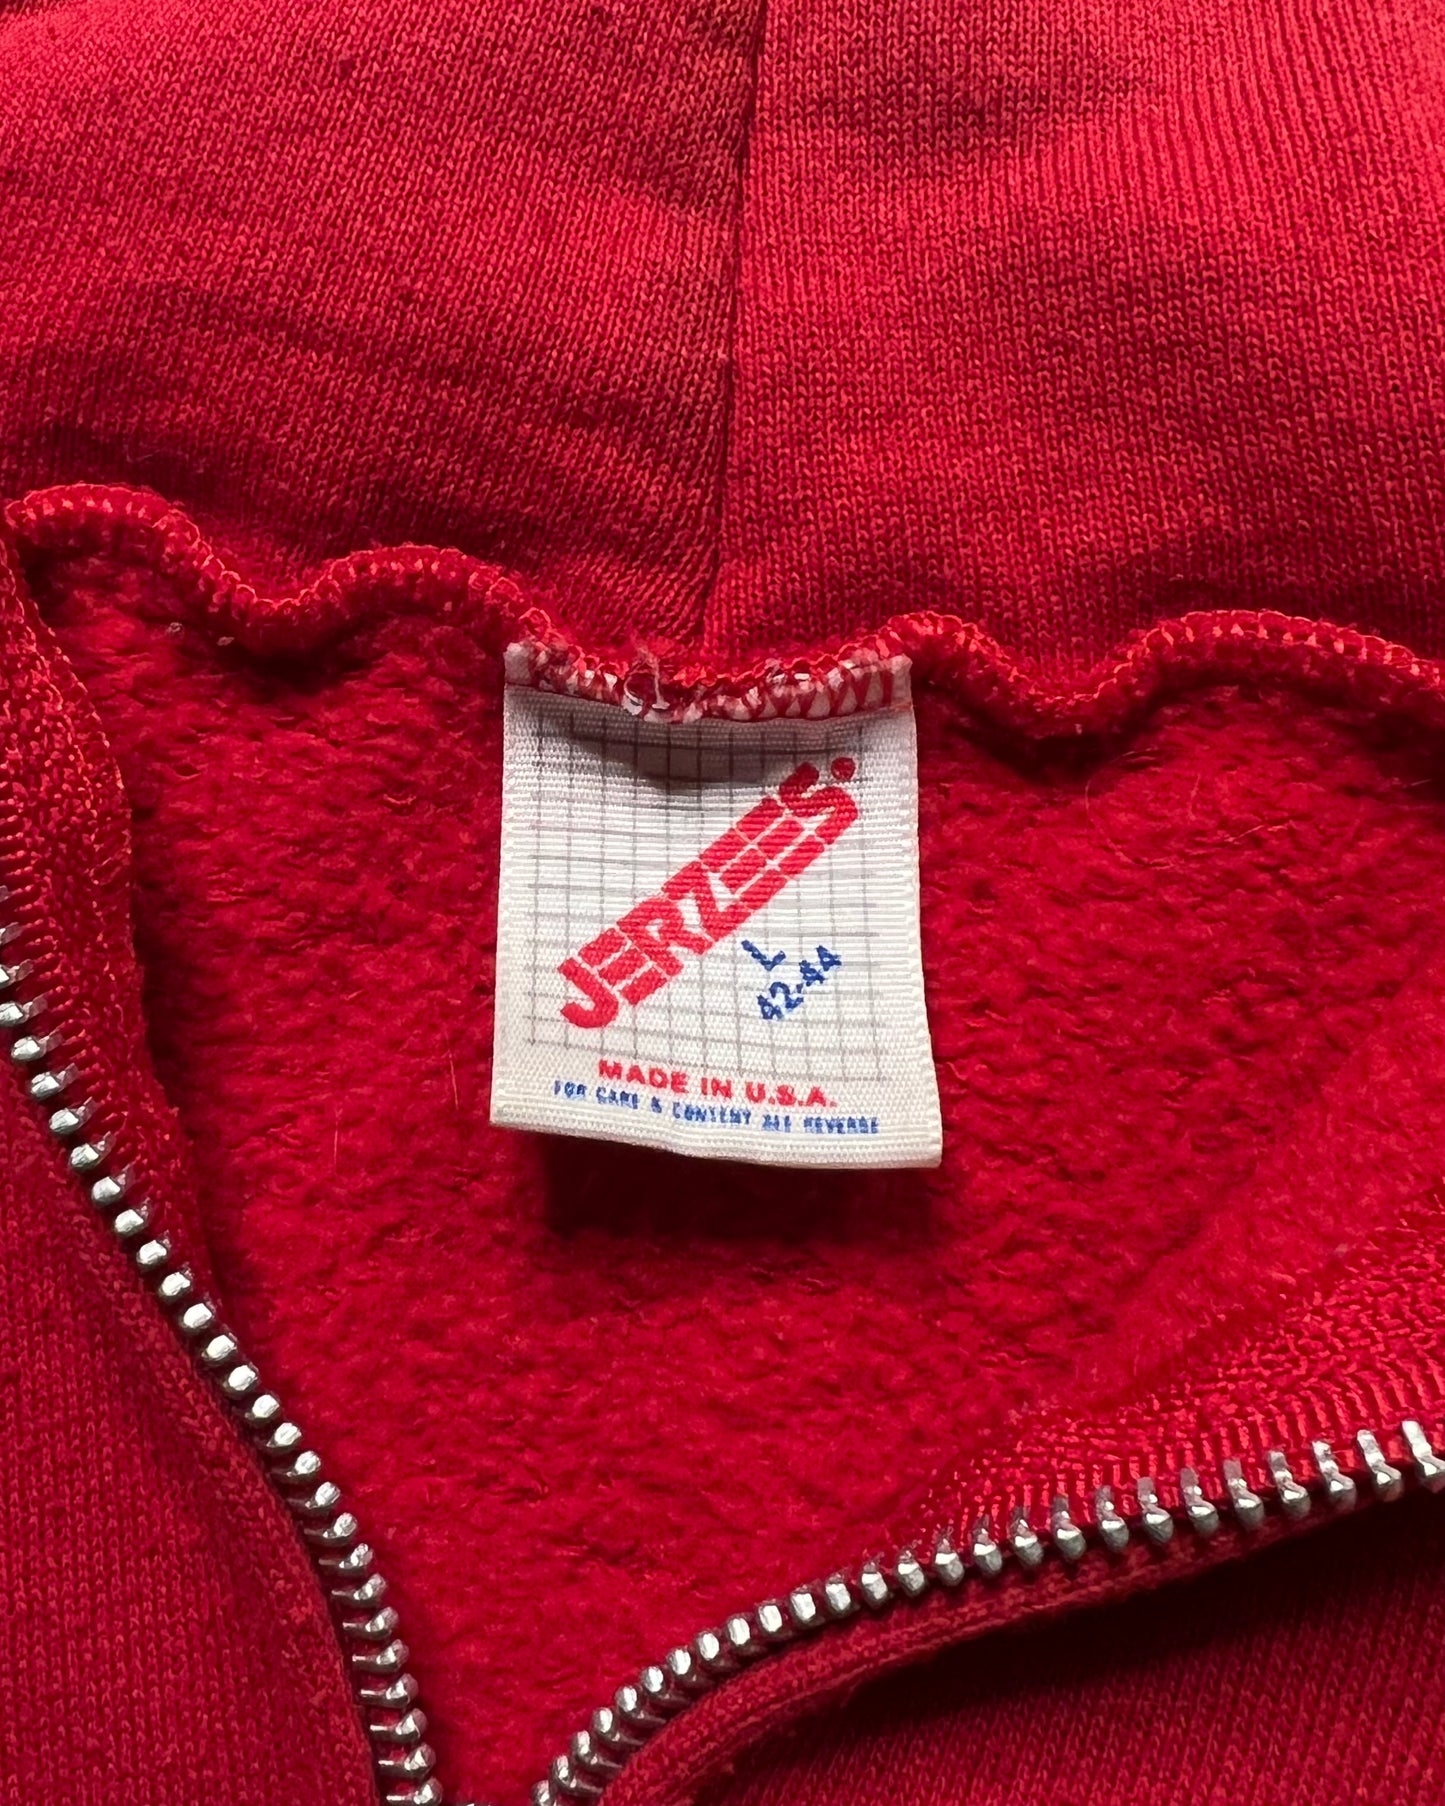 JERZEES.
L
42-44
MADE IN U.S.A.
FOR CARE & CONTENT SEE REVERSE